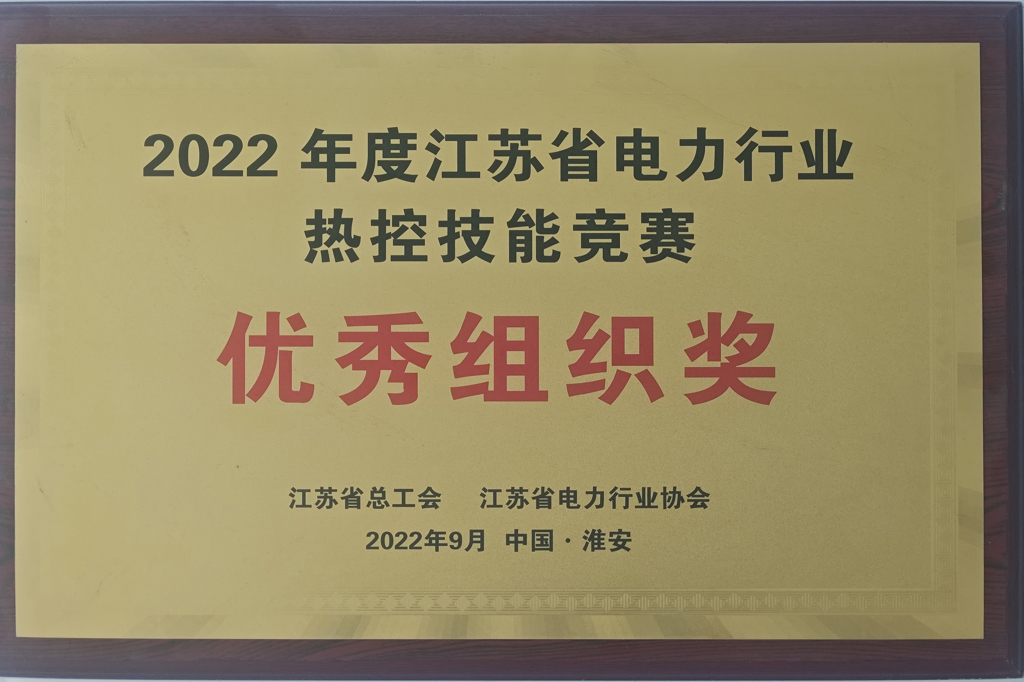 2022 年度江苏省电力行业
热控技能竞赛
优秀组织奖
江苏省总工会 江苏省电力行业协会
2022年9月 中国·淮安